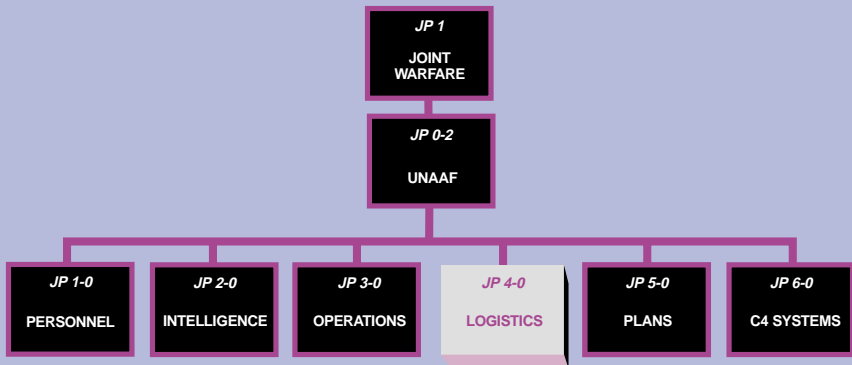 JP 1
JOINT
WARFARE
JP 0-2
UNAAF
JP 1-0
PERSONNEL
JP 2-0
INTELLIGENCE
JP 3-0
OPERATIONS
JP 4-0
LOGISTICS
JP 5-0
PLANS
JP 6-0
C4 SYSTEMS